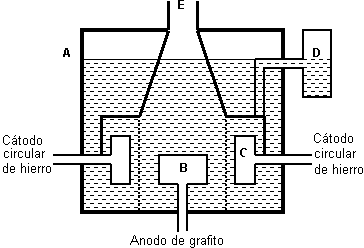 E
A
D
Cátodo
circular
de hierro
B
C
Cátodo
circular
de hierro
Anodo de grafito